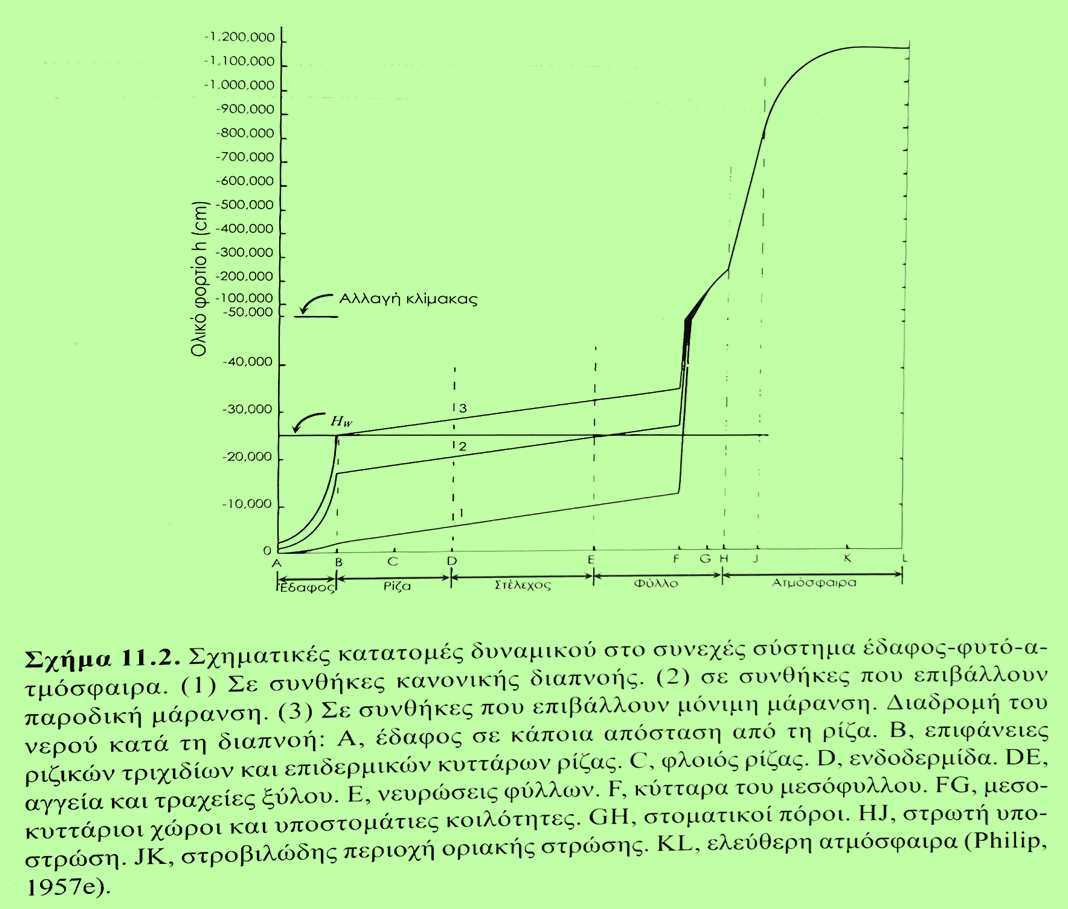 -1,200,000
-1,100,000
-1.000,000
-900,000
-800,000
-700,000
-600,000
-500,000
-400,000
-300,000
-200,000
-100,000
-50,000
-40,000
-30,000
-20,000
-10,000
0
Ολικό φορτίο h (cm)
Αλλαγή κλίμακας
Hw
3
2
1
A B C D E F G H J K L
Έδαφος Ρίζα Στέλεχος Φύλλο Ατμόσφαιρα
Σχήμα 11.2. Σχηματικές κατατομές δυναμικού στο συνεχές σύστημα έδαφος-φυτό-α-
τμόσφαιρα. (1) Σε συνθήκες κανονικής διαπνοής. (2) σε συνθήκες που επιβάλλουν
παροδική μάρανση. (3) Σε συνθήκες που επιβάλλουν μόνιμη μάρανση. Διαδρομή του
νερού κατά τη διαπνοή: Α, έδαφος σε κάποια απόσταση από τη ρίζα. Β, επιφάνειες
ριζικών τριχιδίων και επιδερμικών κυττάρων ρίζας. C, φλοιός ρίζας. D, ενδοδερμίδα. DE,
αγγεία και τραχείες ξύλου. Ε, νευρώσεις φύλλων. F, κύτταρα του μεσόφυλλου. FG, μεσο-
κυττάριοι χώροι και υποστομάτιες κοιλότητες. GH, στοματικοί πόροι. HJ, στρωτή υπο-
στρώση. JK, στροβιλώδης περιοχή οριακής στρώσης. KL, ελεύθερη ατμόσφαιρα (Philip,
1957e).